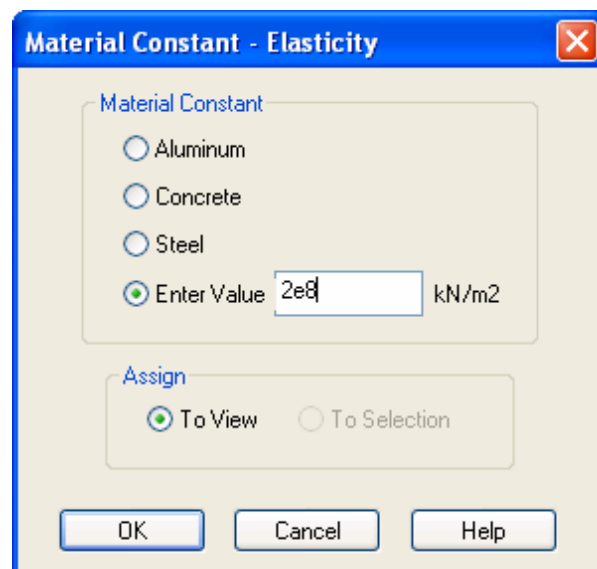 Material Constant - Elasticity
Material Constant
Aluminum
Concrete
Steel
Enter Value 2e8 kN/m2
Assign
To View To Selection
OK Cancel Help